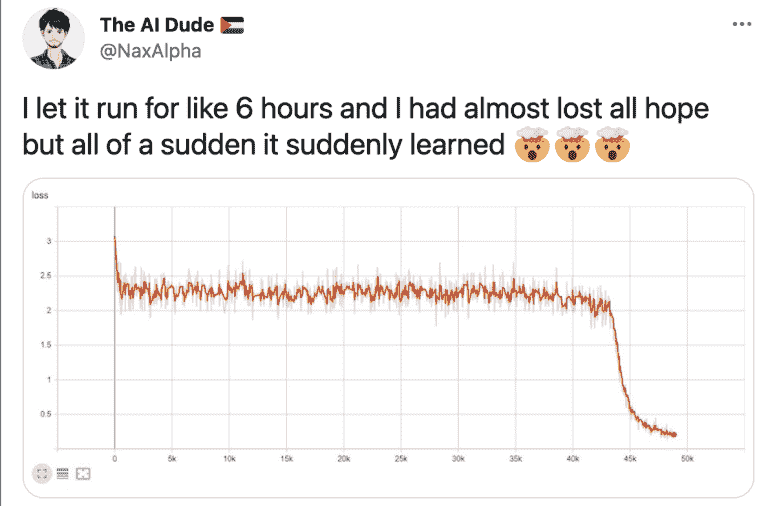 The AI Dude 🇵🇸
@NaxAlpha
I let it run for like 6 hours and I had almost lost all hope
but all of a sudden it suddenly learned 🤯🤯🤯
loss
3
2.5
2
1.5
1
0.5
0 5k 10k 15k 20k 25k 30k 35k 40k 45k 50k